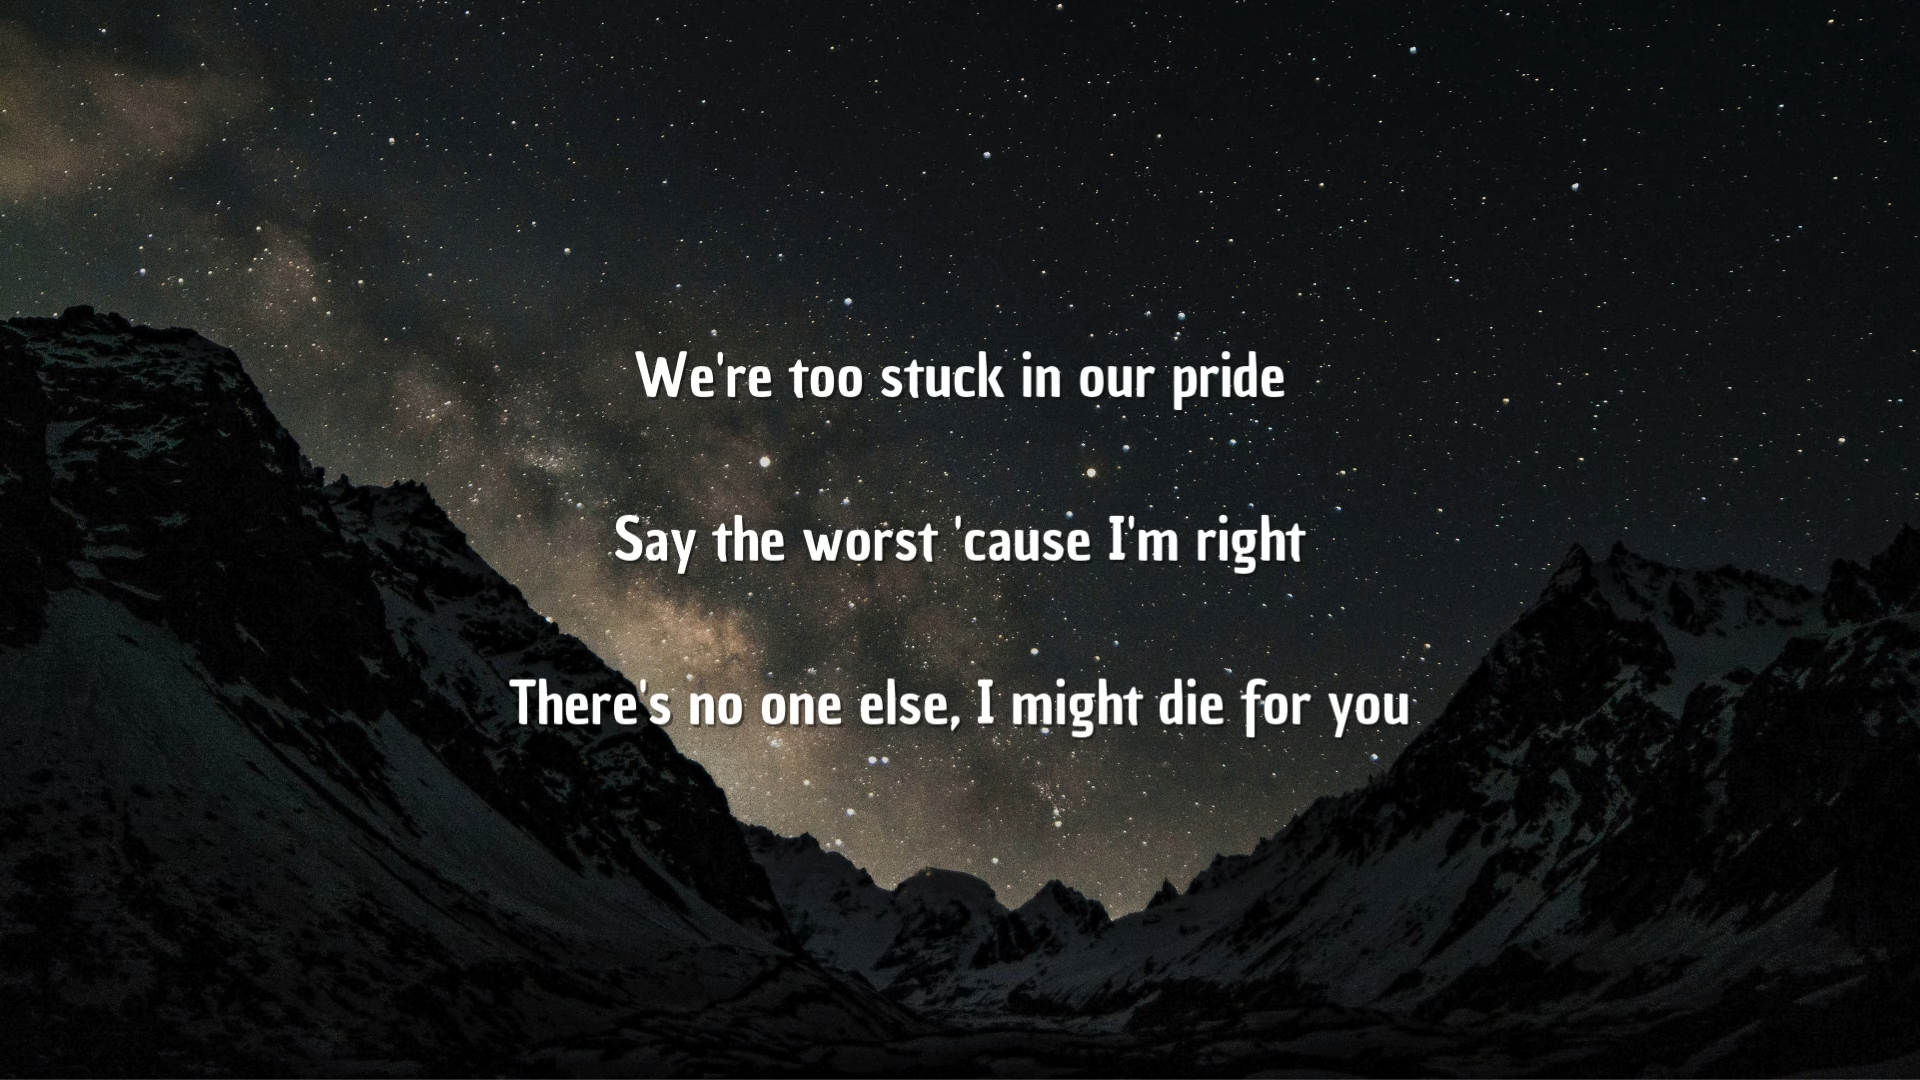 We're too stuck in our pride
Say the worst 'cause I'm right
There's no one else, I might die for you